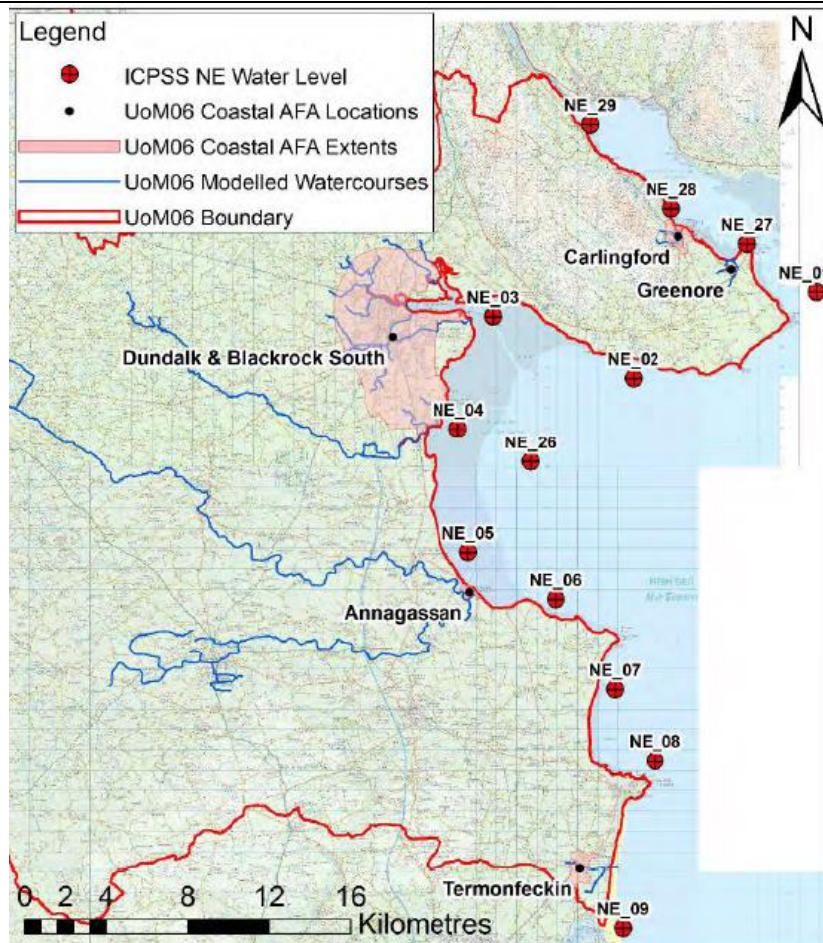 Legend
ICPSS NE Water Level
UoM06 Coastal AFA Locations
UoM06 Coastal AFA Extents
UoM06 Modelled Watercourses
UoM06 Boundary
N
NE_29
NE_28
NE_27
Carlingford
Greenore
NE_03
Dundalk & Blackrock South
NE_02
NE_04
NE_26
NE_05
NE_06
Annagassan
NE_07
NE_08
Termonfeckin
NE_09
0 2 4 8 12 16
Kilometres